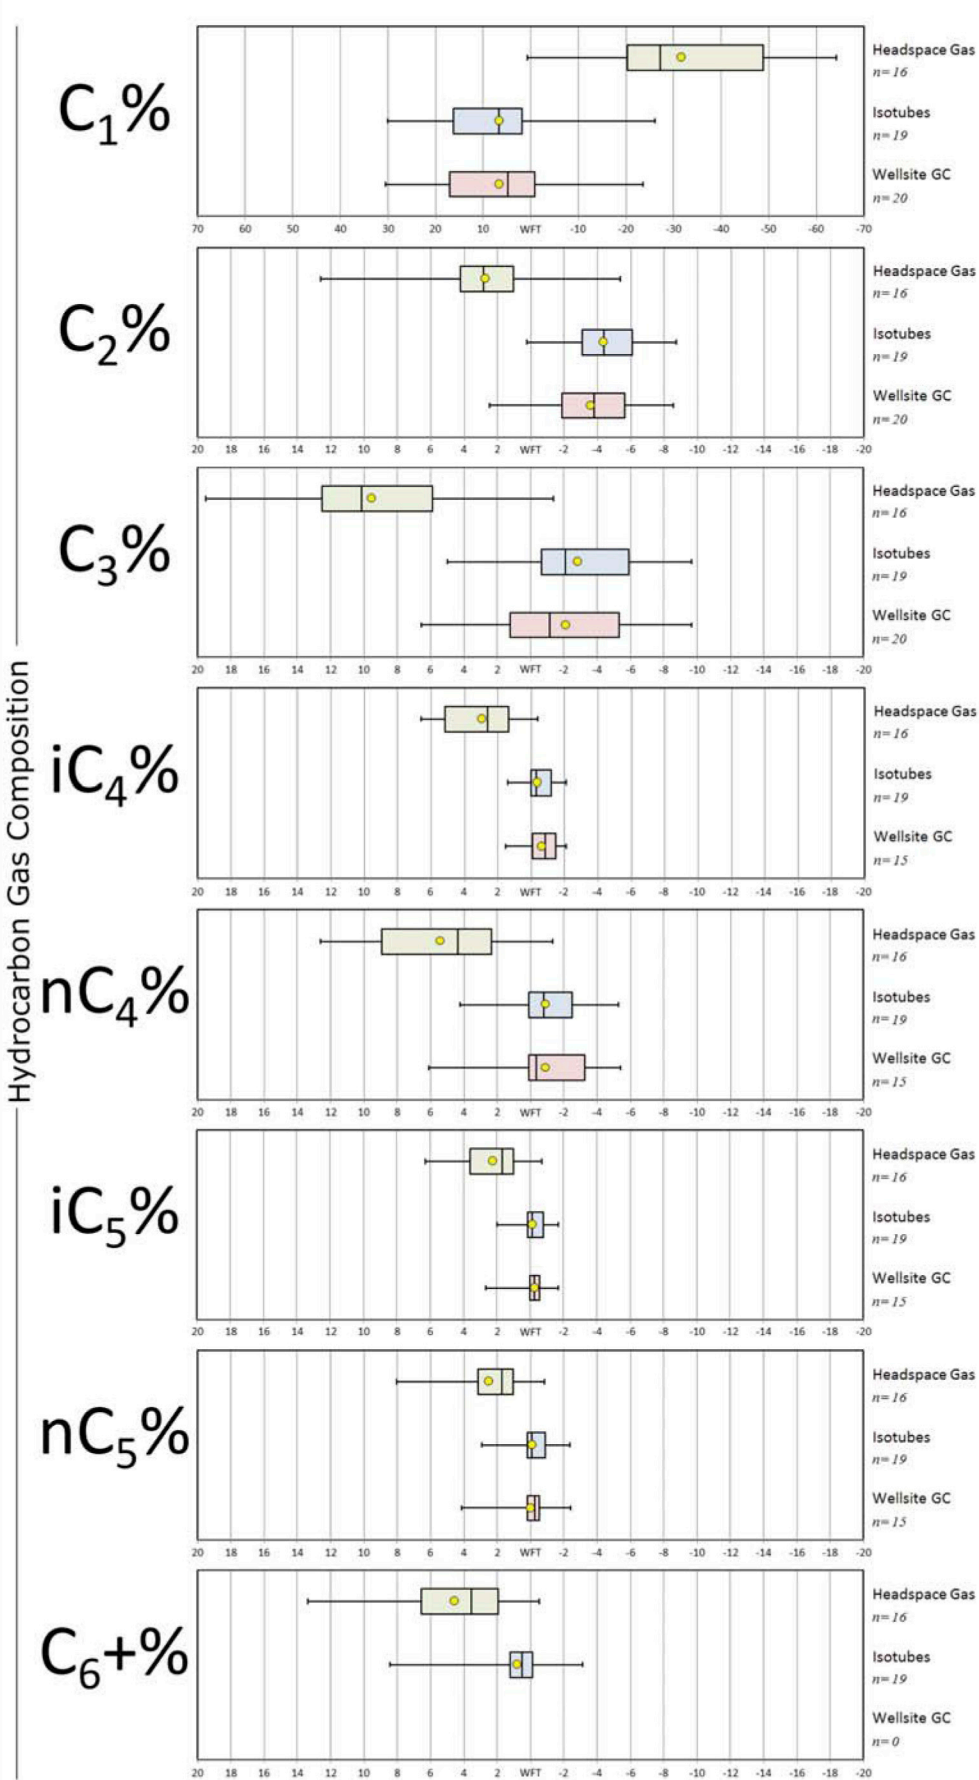 Hydrocarbon Gas Composition
C₁%
Headspace Gas
n=16
Isotubes
n=19
Wellsite GC
n=20
70 60 50 40 30 20 10 WFT -10 -20 -30 -40 -50 -60 -70
C₂%
Headspace Gas
n=16
Isotubes
n=19
Wellsite GC
n=20
20 18 16 14 12 10 8 6 4 2 WFT -2 -4 -6 -8 -10 -12 -14 -16 -18 -20
C₃%
Headspace Gas
n=16
Isotubes
n=19
Wellsite GC
n=20
20 18 16 14 12 10 8 6 4 2 WFT -2 -4 -6 -8 -10 -12 -14 -16 -18 -20
iC₄%
Headspace Gas
n=16
Isotubes
n=19
Wellsite GC
n=15
20 18 16 14 12 10 8 6 4 2 WFT -2 -4 -6 -8 -10 -12 -14 -16 -18 -20
nC₄%
Headspace Gas
n=16
Isotubes
n=19
Wellsite GC
n=15
20 18 16 14 12 10 8 6 4 2 WFT -2 -4 -6 -8 -10 -12 -14 -16 -18 -20
iC₅%
Headspace Gas
n=16
Isotubes
n=19
Wellsite GC
n=15
20 18 16 14 12 10 8 6 4 2 WFT -2 -4 -6 -8 -10 -12 -14 -16 -18 -20
nC₅%
Headspace Gas
n=16
Isotubes
n=19
Wellsite GC
n=15
20 18 16 14 12 10 8 6 4 2 WFT -2 -4 -6 -8 -10 -12 -14 -16 -18 -20
C₆+%
Headspace Gas
n=16
Isotubes
n=19
Wellsite GC
n=0
20 18 16 14 12 10 8 6 4 2 WFT -2 -4 -6 -8 -10 -12 -14 -16 -18 -20